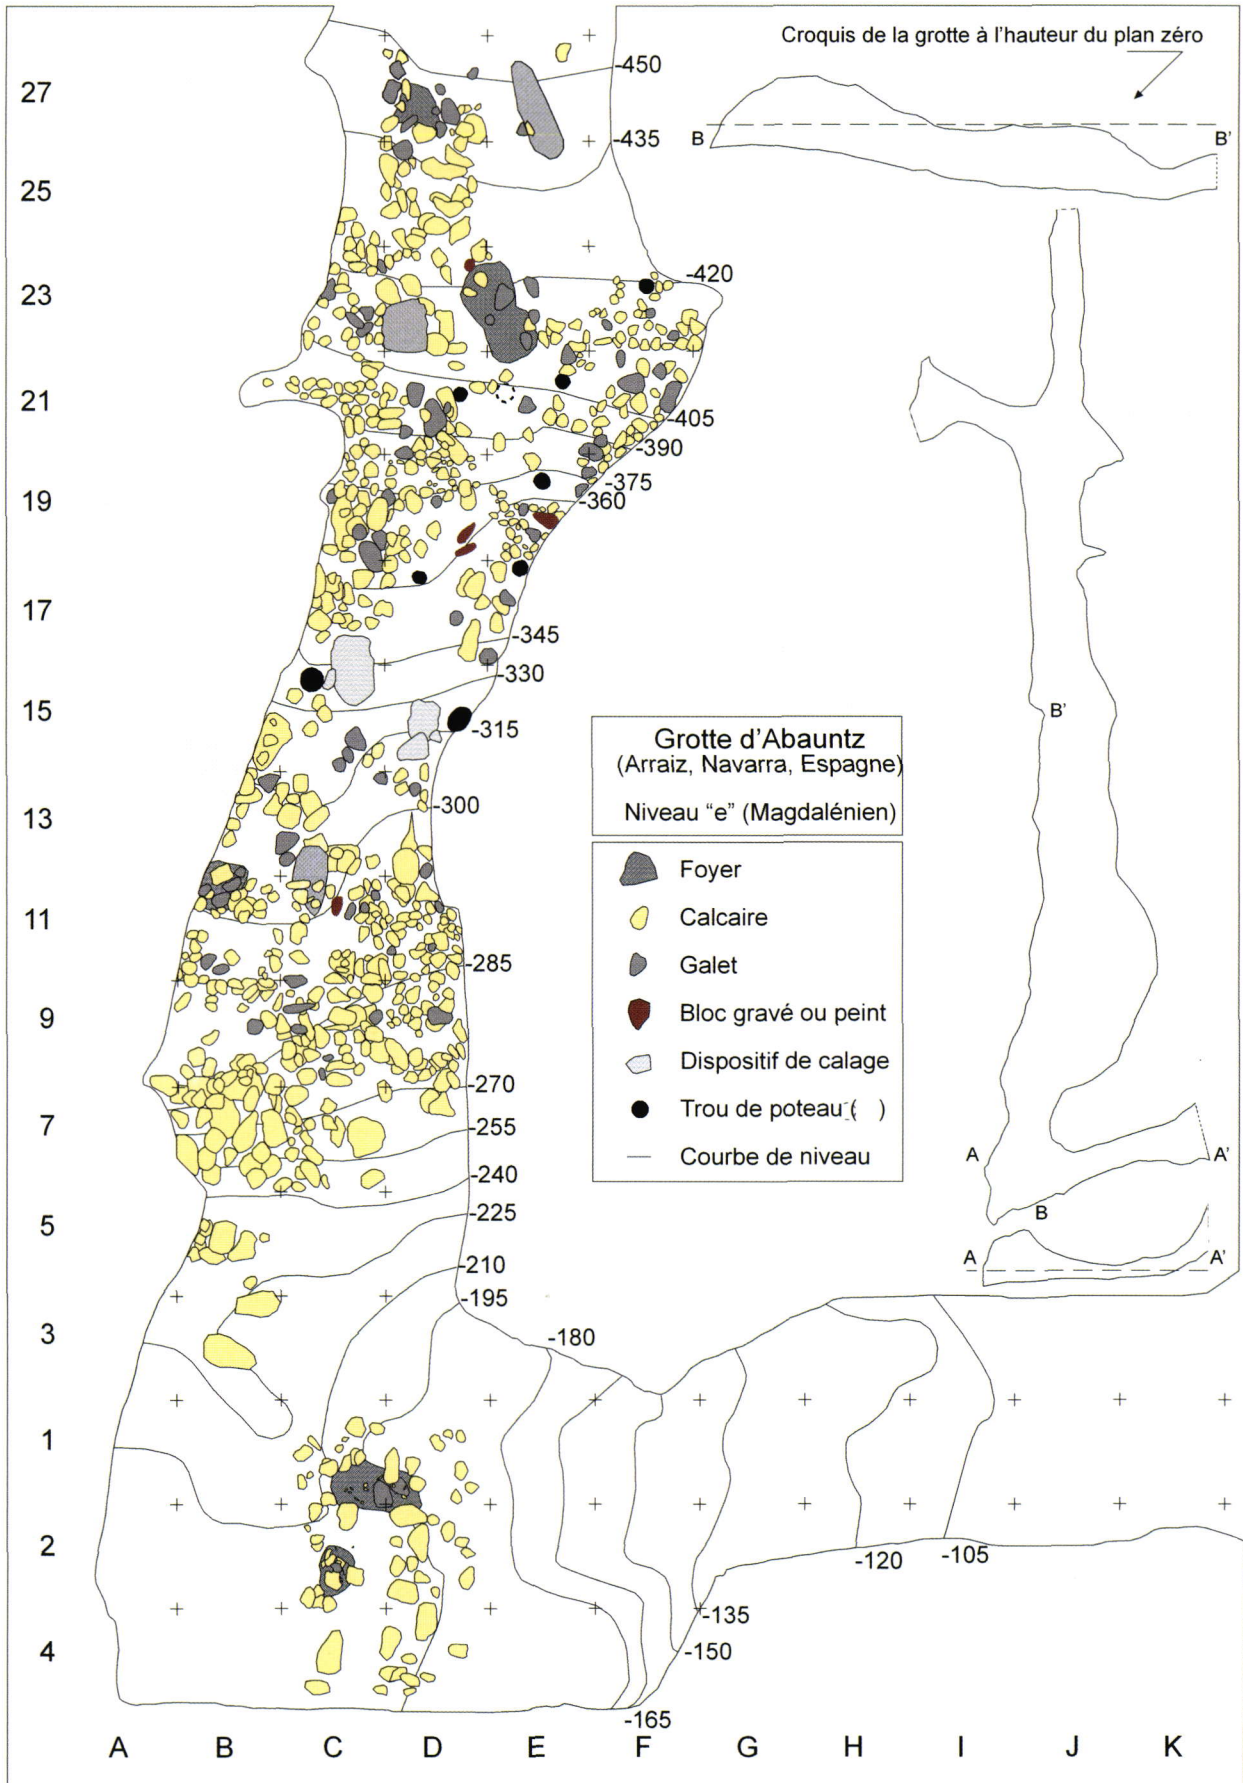 Croquis de la grotte à l'hauteur du plan zéro
-450
27
-435
B
B'
25
-420
23
21
-405
-390
-375
-360
19
17
-345
-330
15
B'
-315
Grotte d'Abauntz
(Arraiz, Navarra, Espagne)
Niveau "e" (Magdalénien)
-300
13
Foyer
Calcaire
11
Galet
-285
Bloc gravé ou peint
9
Dispositif de calage
-270
Trou de poteau ( )
7
-255
Courbe de niveau
A
A'
-240
-225
B
5
-210
A
A'
-195
3
-180
1
2
-120
-105
-135
4
-150
-165
A B C D E F G H I J K